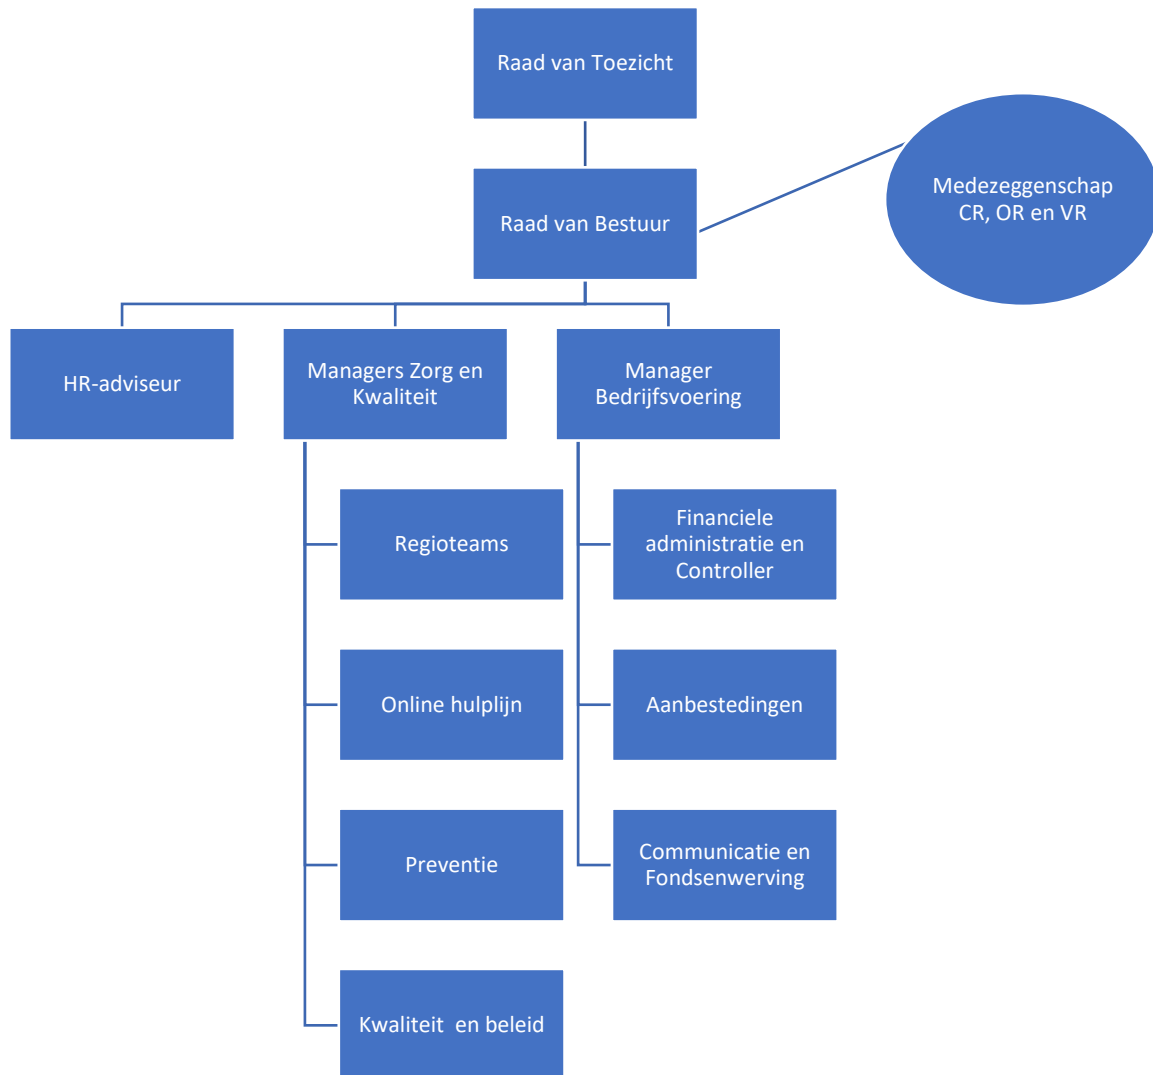 Raad van Toezicht
Medezeggenschap
CR, OR en VR
Raad van Bestuur
HR-adviseur
Managers Zorg en
Kwaliteit
Manager
Bedrijfsvoering
Regioteams
Financiele
administratie en
Controller
Online hulplijn
Aanbestedingen
Preventie
Communicatie en
Fondsenwerving
Kwaliteit  en beleid